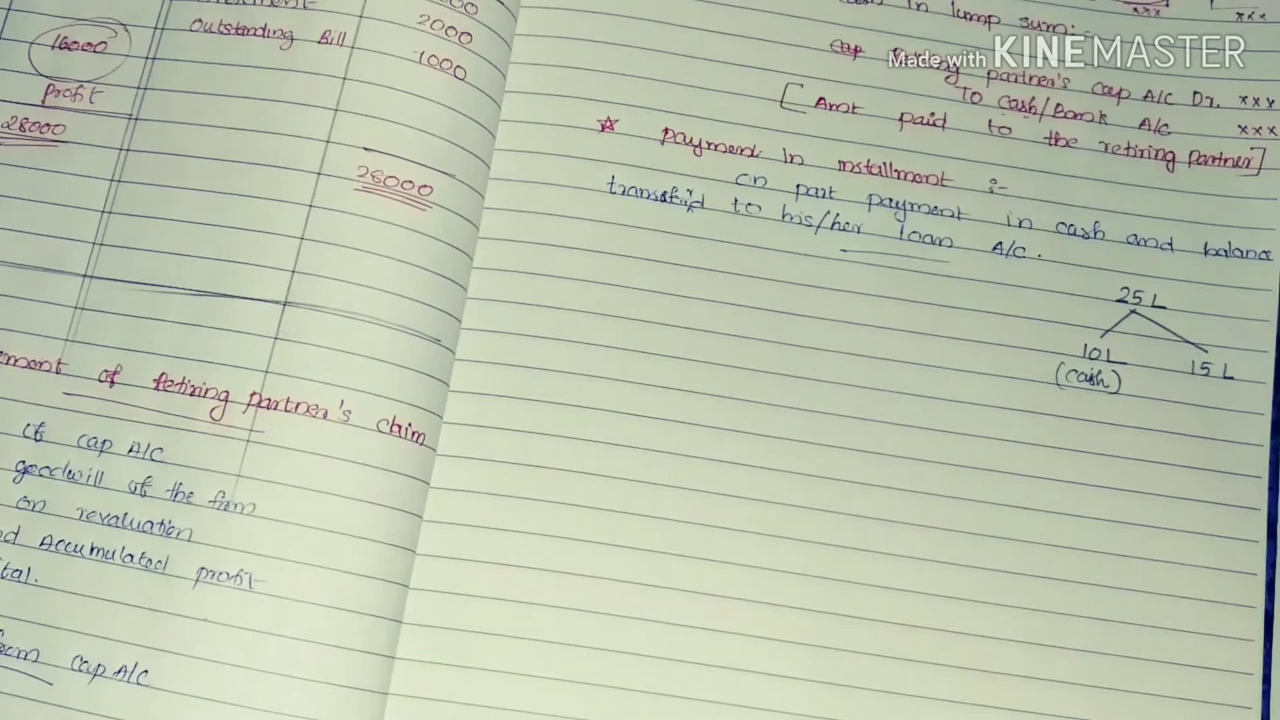 Outstanding Bill
2000
1000
16000
profit
28000
28000
of retiring partner's claim
of cap A/C
goodwill of the firm
on revaluation
Accumulated profit
cap A/C
in lump sum:-
Made with KINEMASTER
cap retiring partner's cap A/C Dr. xxx
To cash/Bank A/C xxx
[Amt paid to the retiring partner]
☆ payment in installment :-
on part payment in cash and balance
to his/her loan A/C.
25 L
10L 15 L
(cash)